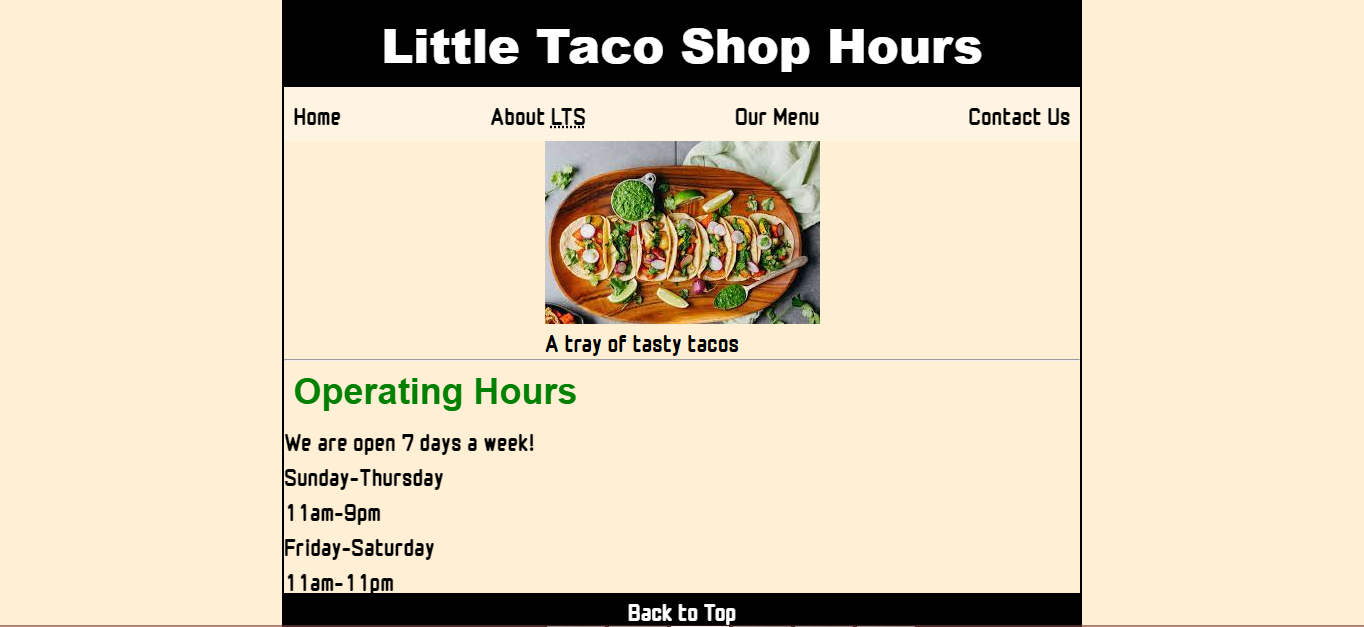 Little Taco Shop Hours
Home About LTS Our Menu Contact Us
A tray of tasty tacos
Operating Hours
We are open 7 days a week!
Sunday-Thursday
11am-9pm
Friday-Saturday
11am-11pm
Back to Top